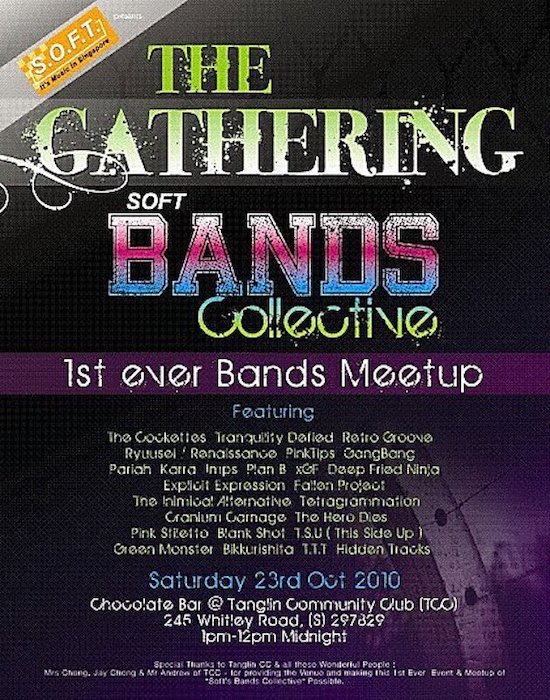 presents
S.O.F.T.
It's Music in Singapore
THE
GATHERING
SOFT
BANDS
Collective
1st ever Bands Meetup
Featuring
The Cockettes Tranquility Defied Retro Groove
Ryuusei / Renaissance PinkTips GangBang
Pariah Karra Imps Plan B xGF Deep Fried Ninja
Explicit Expression Fallen Project
The Inimical Alternative Tetragrammation
Cranium Carnage The Hero Dies
Pink Stiletto Blank Shot T.S.U ( This Side Up )
Green Monster Bikkurishita T.T.T Hidden Tracks
Saturday 23rd Oct 2010
Chocolate Bar @ Tanglin Community Club (TCC)
245 Whitley Road, (S) 297829
1pm-12pm Midnight
Special Thanks to Tanglin CC & all those Wonderful People :
Mrs Chong, Jay Chong & Mr Andrew of TCC - for providing the Venue and making this 1st Ever Event & Meetup of
"Soft's Bands Collective" Possible.